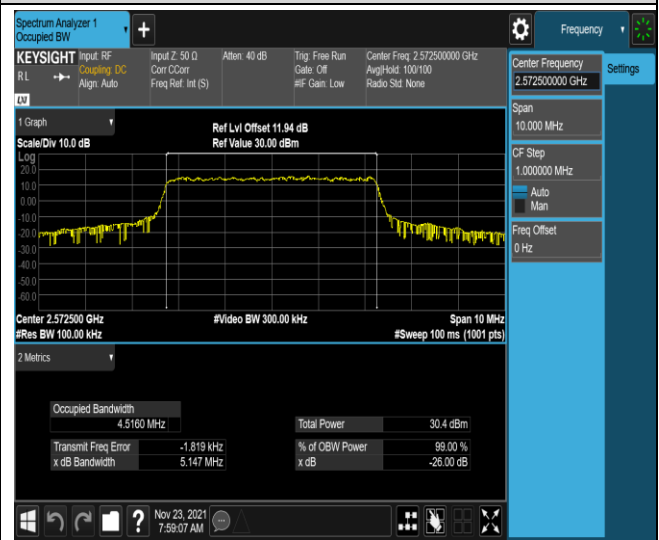 Spectrum Analyzer 1
Occupied BW
Frequency
KEYSIGHT
R L
LXI
Input: RF
Coupling: DC
Align: Auto
Input Z: 50 Ω
Corr CCorr
Freq Ref: Int (S)
Atten: 40 dB
Trig: Free Run
Gate: Off
#IF Gain: Low
Center Freq: 2.572500000 GHz
Avg|Hold: 100/100
Radio Std: None
Center Frequency
2.572500000 GHz
Settings
Span
10.000 MHz
CF Step
1.000000 MHz
Auto
Man
Freq Offset
0 Hz
1 Graph
Scale/Div 10.0 dB
Ref Lvl Offset 11.94 dB
Ref Value 30.00 dBm
Log
20.0
10.0
0.00
-10.0
-20.0
-30.0
-40.0
-50.0
-60.0
Center 2.572500 GHz
#Video BW 300.00 kHz
Span 10 MHz
#Res BW 100.00 kHz
#Sweep 100 ms (1001 pts)
2 Metrics
Occupied Bandwidth
4.5160 MHz
Total Power 30.4 dBm
Transmit Freq Error -1.819 kHz
% of OBW Power 99.00 %
x dB Bandwidth 5.147 MHz
x dB -26.00 dB
?
Nov 23, 2021
7:59:07 AM